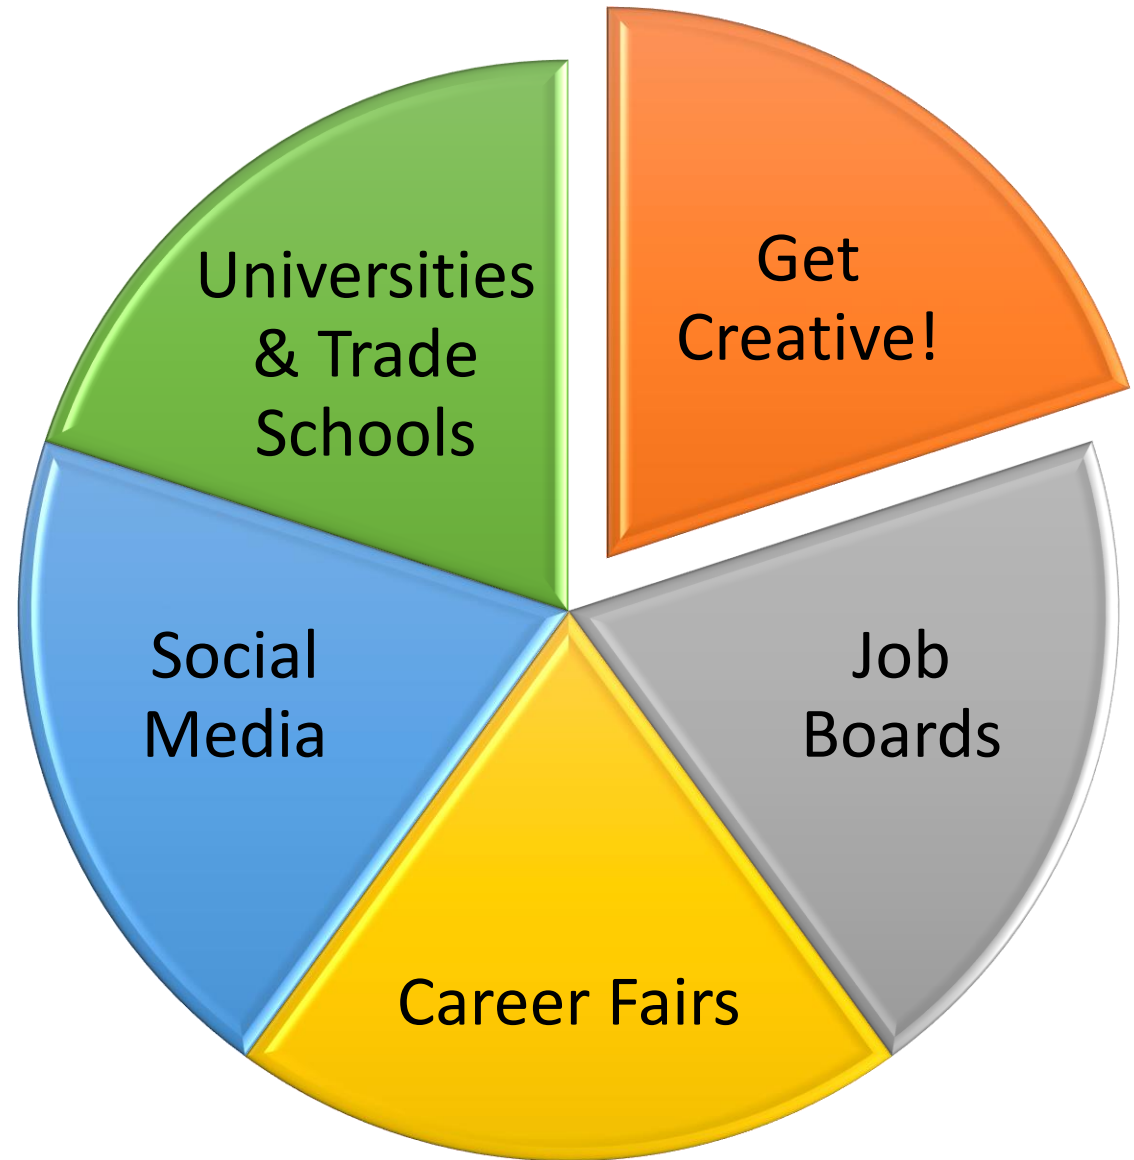 Get
Creative!
Job
Boards
Career Fairs
Social
Media
Universities
& Trade
Schools